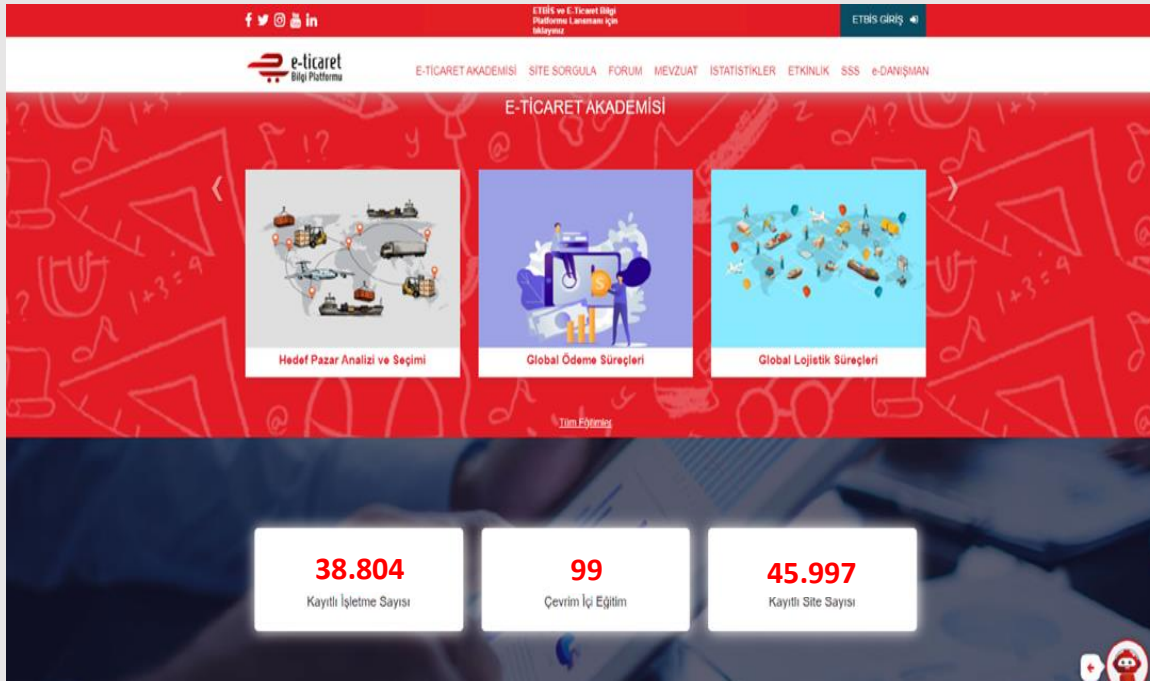 ETBİS ve E-Ticaret Bilgi
Platformu Lansmanı için
tıklayınız
ETBİS GİRİŞ
e-ticaret
Bilgi Platformu
E-TİCARET AKADEMİSİ SİTE SORGULA FORUM MEVZUAT İSTATİSTİKLER ETKİNLİK SSS e-DANIŞMAN
E-TİCARET AKADEMİSİ
Hedef Pazar Analizi ve Seçimi
Global Ödeme Süreçleri
Global Lojistik Süreçleri
Tüm Eğitimler
38.804
Kayıtlı İşletme Sayısı
99
Çevrim İçi Eğitim
45.997
Kayıtlı Site Sayısı